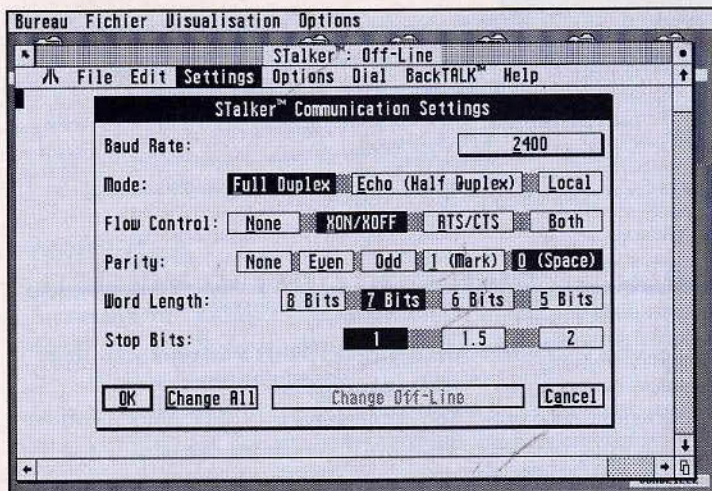 Bureau Fichier Visualisation Options
STalker™: Off-Line
File Edit Settings Options Dial BackTALK™ Help
STalker™ Communication Settings
Baud Rate: 2400
Mode: Full Duplex Echo (Half Duplex) Local
Flow Control: None XON/XOFF RTS/CTS Both
Parity: None Even Odd 1 (Mark) 0 (Space)
Word Length: 8 Bits 7 Bits 6 Bits 5 Bits
Stop Bits: 1 1.5 2
OK Change All Change Off-Line Cancel